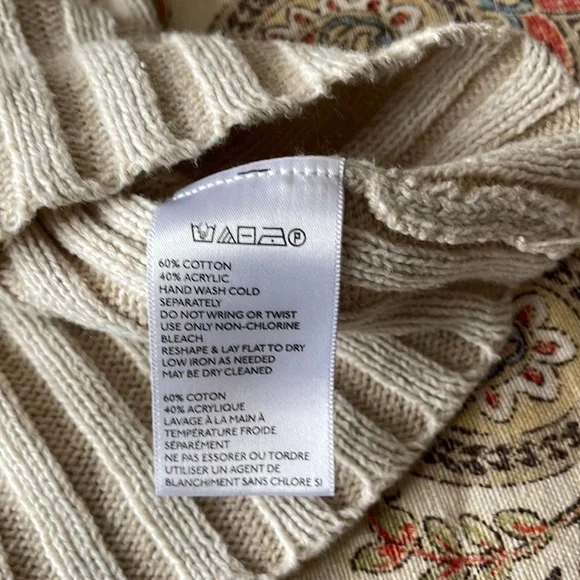 60% COTTON
40% ACRYLIC
HAND WASH COLD
SEPARATELY
DO NOT WRING OR TWIST
USE ONLY NON-CHLORINE
BLEACH
RESHAPE & LAY FLAT TO DRY
LOW IRON AS NEEDED
MAY BE DRY CLEANED
60% COTON
40% ACRYLIQUE
LAVAGE À LA MAIN À
TEMPÉRATURE FROIDE
SÉPARÉMENT
NE PAS ESSORER OU TORDRE
UTILISER UN AGENT DE
BLANCHIMENT SANS CHLORE SI